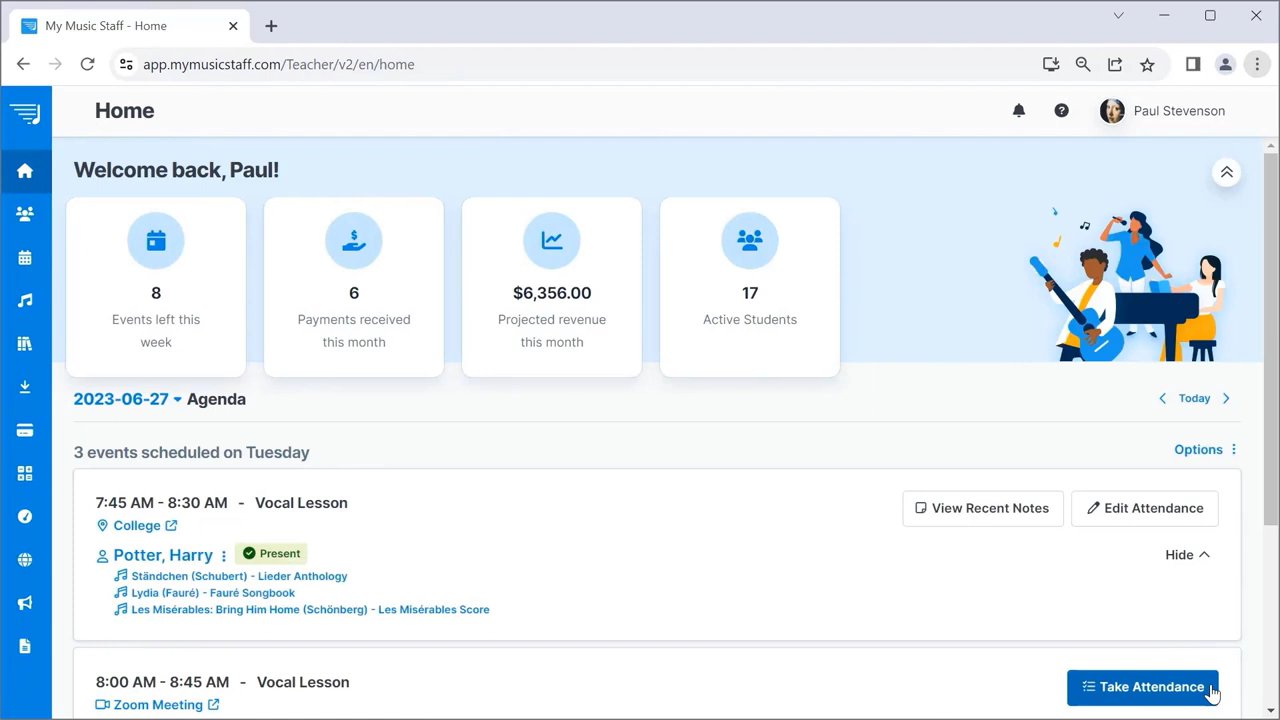 My Music Staff - Home
app.mymusicstaff.com/Teacher/v2/en/home
Home
Paul Stevenson
Welcome back, Paul!
8
Events left this
week
6
Payments received
this month
$6,356.00
Projected revenue
this month
17
Active Students
2023-06-27 Agenda
Today
3 events scheduled on Tuesday
Options
7:45 AM - 8:30 AM - Vocal Lesson
View Recent Notes
Edit Attendance
College
Potter, Harry
Present
Hide
Ständchen (Schubert) - Lieder Anthology
Lydia (Fauré) - Fauré Songbook
Les Misérables: Bring Him Home (Schönberg) - Les Misérables Score
8:00 AM - 8:45 AM - Vocal Lesson
Take Attendance
Zoom Meeting